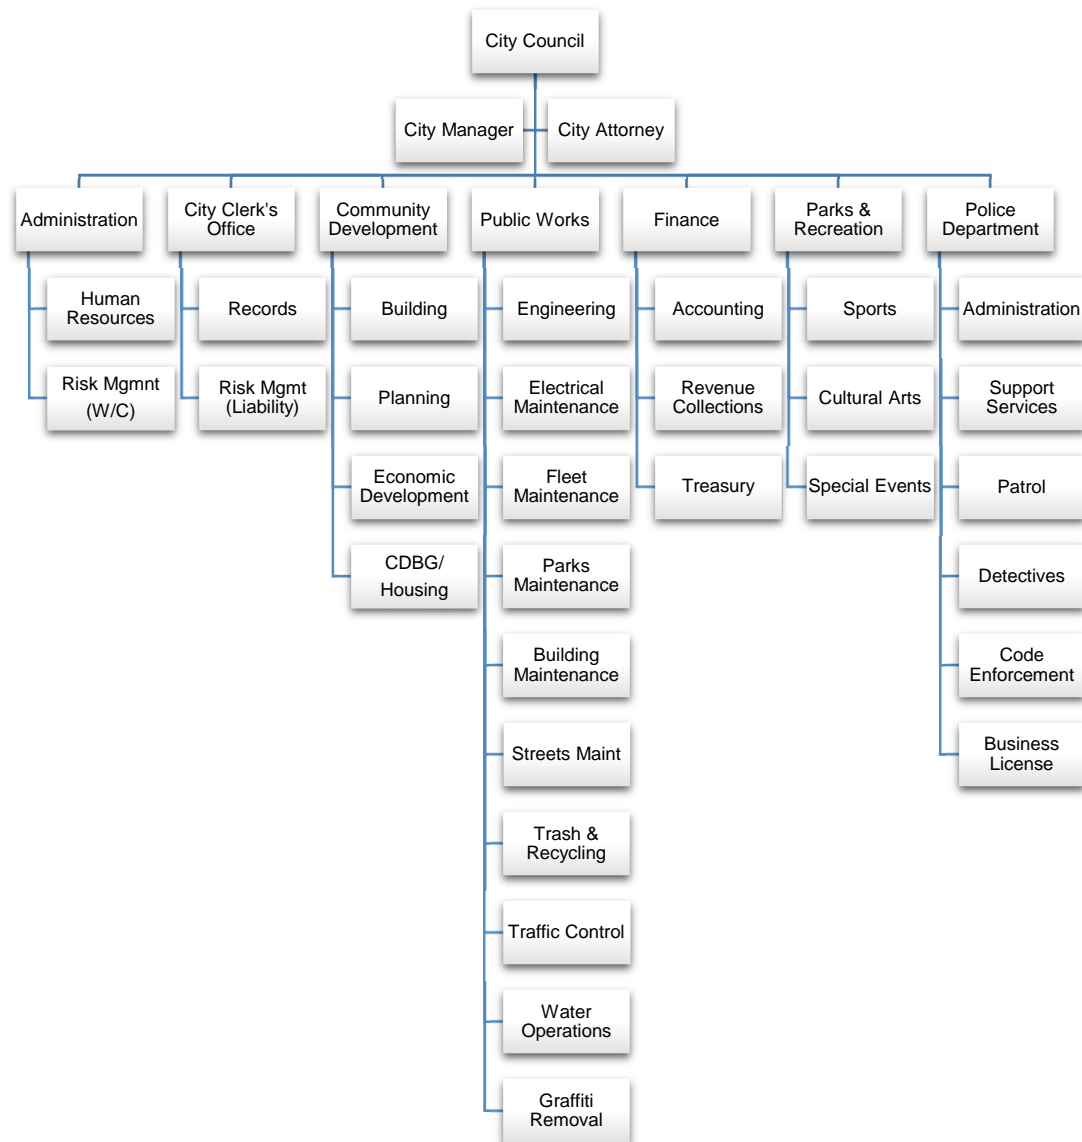 City Council
City Manager
City Attorney
Administration
City Clerk's
Office
Community
Development
Public Works
Finance
Parks &
Recreation
Police
Department
Human
Resources
Risk Mgmnt
(W/C)
Records
Risk Mgmt
(Liability)
Building
Planning
Economic
Development
CDBG/
Housing
Engineering
Electrical
Maintenance
Fleet
Maintenance
Parks
Maintenance
Building
Maintenance
Streets Maint
Trash &
Recycling
Traffic Control
Water
Operations
Graffiti
Removal
Accounting
Revenue
Collections
Treasury
Sports
Cultural Arts
Special Events
Administration
Support
Services
Patrol
Detectives
Code
Enforcement
Business
License